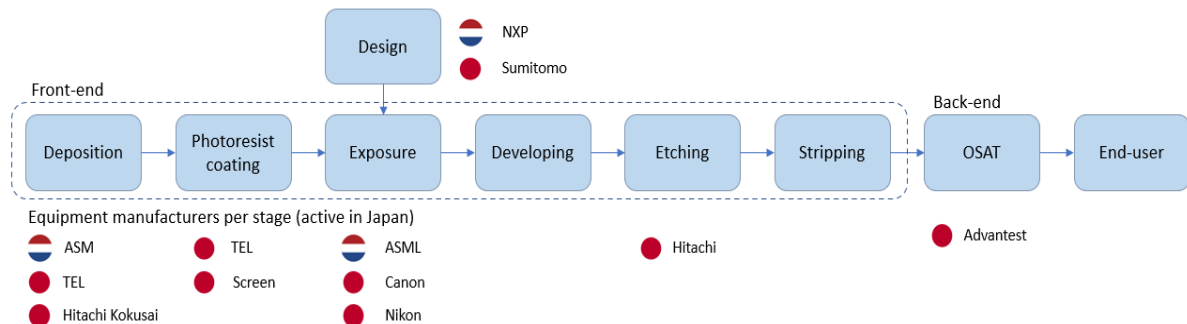 Design
NXP
Sumitomo
Front-end
Back-end
Deposition
Photoresist
coating
Exposure
Developing
Etching
Stripping
OSAT
End-user
Equipment manufacturers per stage (active in Japan)
ASM
TEL
ASML
Hitachi
Advantest
TEL
Screen
Canon
Hitachi Kokusai
Nikon